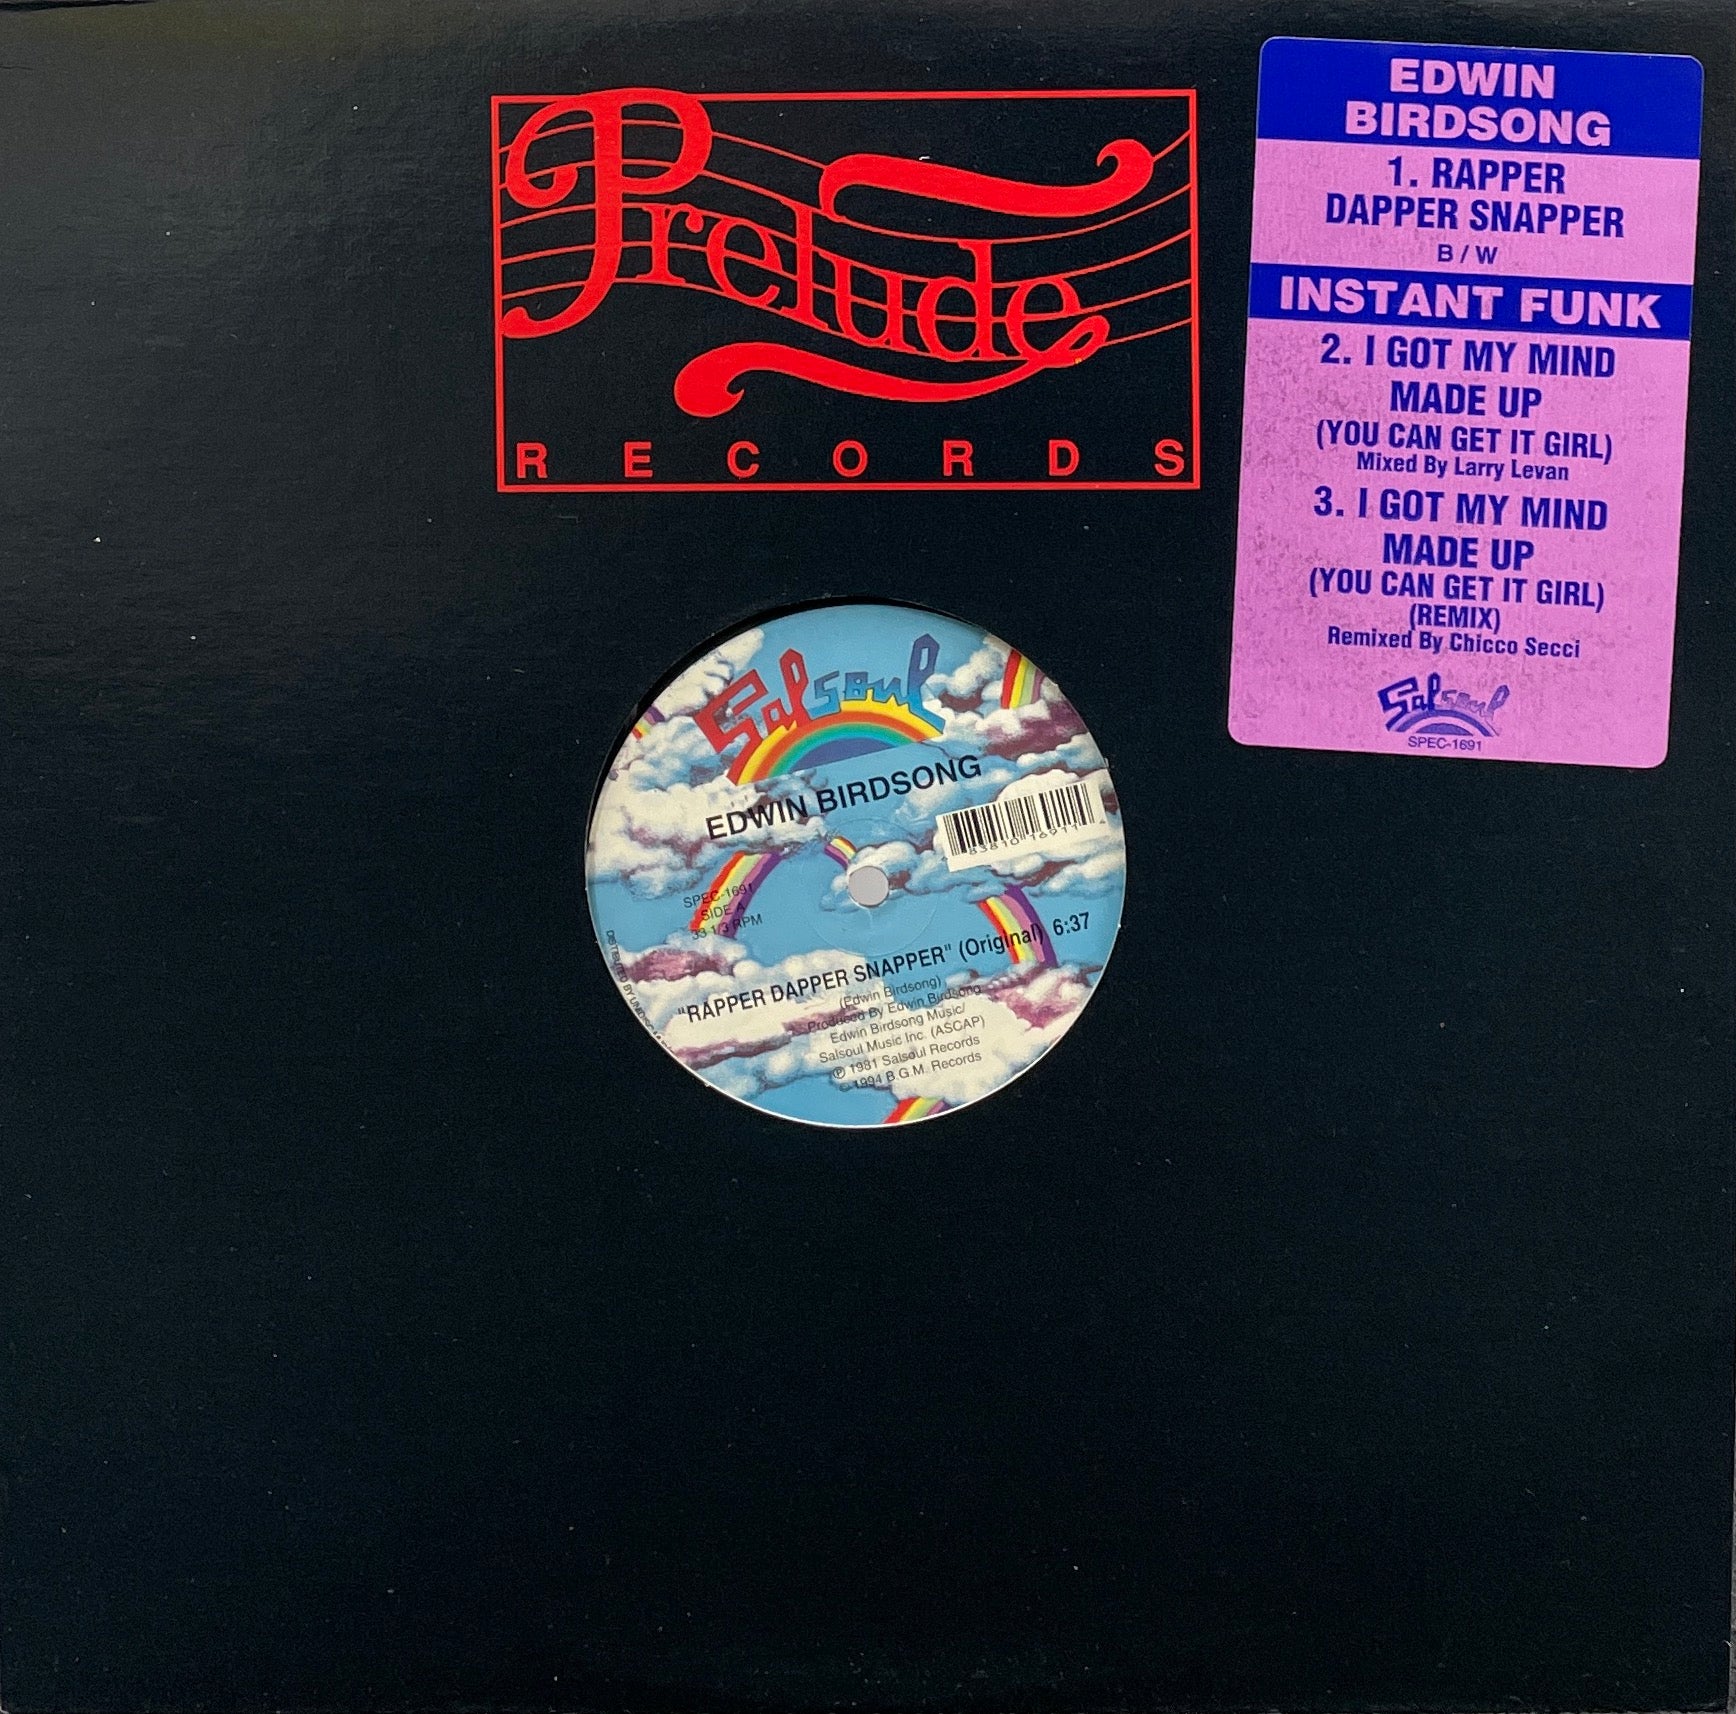 Prelude
RECORDS
EDWIN
BIRDSONG
1. RAPPER
DAPPER SNAPPER
B / W
INSTANT FUNK
2. I GOT MY MIND
MADE UP
(YOU CAN GET IT GIRL)
Mixed By Larry Levan
3. I GOT MY MIND
MADE UP
(YOU CAN GET IT GIRL)
(REMIX)
Remixed By Chicco Secci
Salsoul
SPEC-1691
Salsoul
EDWIN BIRDSONG
83810 16911
SPEC-1691
SIDE A
33 1/3 RPM
"RAPPER DAPPER SNAPPER" (Original) 6:37
(Edwin Birdsong)
Produced By Edwin Birdsong
Edwin Birdsong Music/
Salsoul Music Inc. (ASCAP)
℗ 1981 Salsoul Records
© 1994 B.G.M. Records
BY